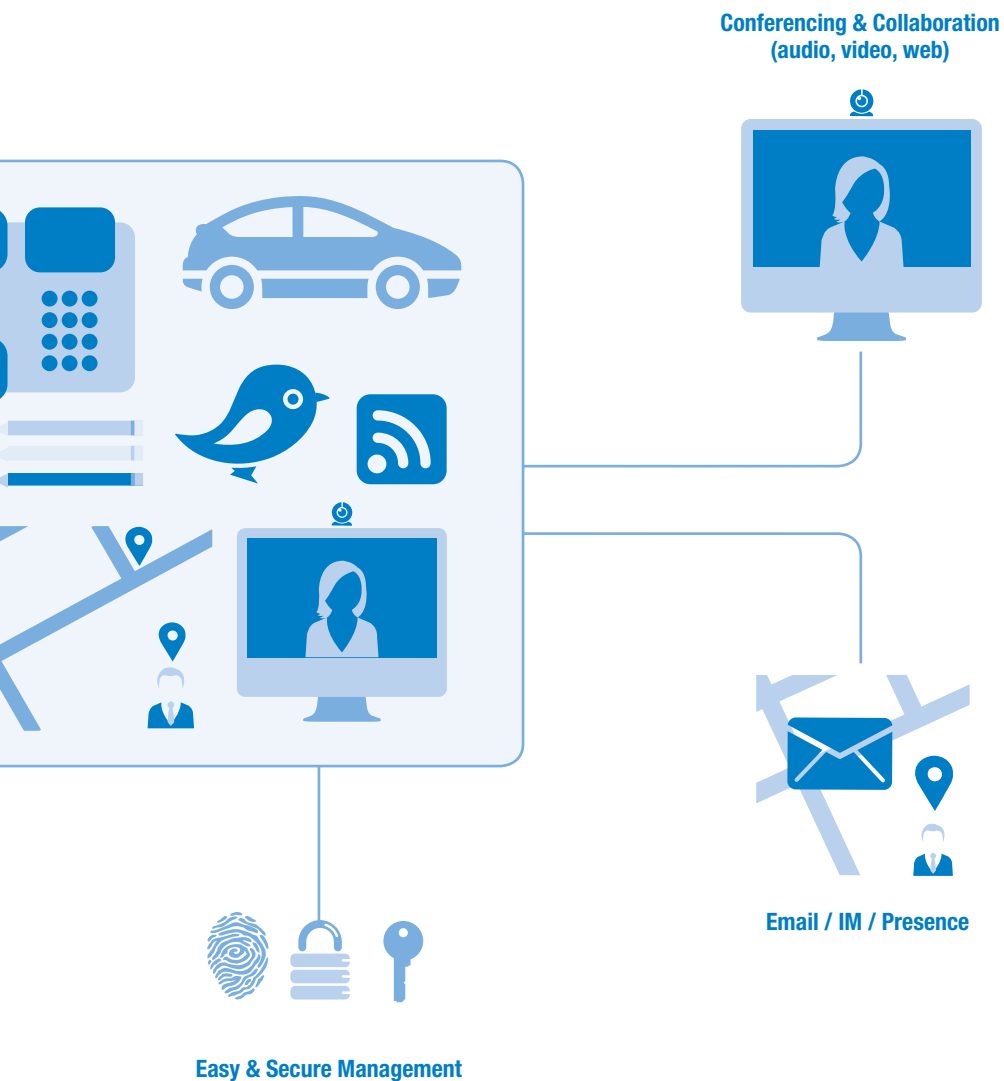 Conferencing & Collaboration
(audio, video, web)
Email / IM / Presence
Easy & Secure Management